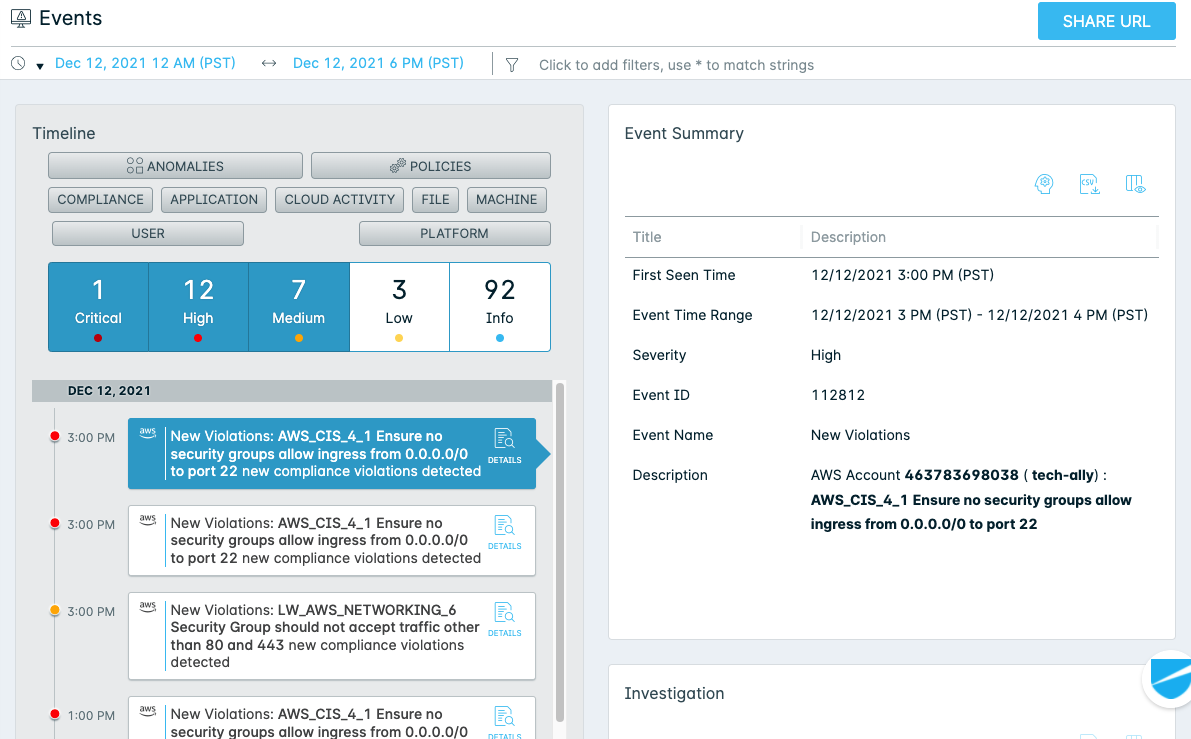 Events
SHARE URL
Dec 12, 2021 12 AM (PST)
Dec 12, 2021 6 PM (PST)
Click to add filters, use * to match strings
Timeline
ANOMALIES
POLICIES
COMPLIANCE
APPLICATION
CLOUD ACTIVITY
FILE
MACHINE
USER
PLATFORM
1
Critical
12
High
7
Medium
3
Low
92
Info
DEC 12, 2021
3:00 PM
aws
New Violations: AWS_CIS_4_1 Ensure no
security groups allow ingress from 0.0.0.0/0
to port 22 new compliance violations detected
DETAILS
3:00 PM
aws
New Violations: AWS_CIS_4_1 Ensure no
security groups allow ingress from 0.0.0.0/0
to port 22 new compliance violations detected
DETAILS
3:00 PM
aws
New Violations: LW_AWS_NETWORKING_6
Security Group should not accept traffic other
than 80 and 443 new compliance violations
detected
DETAILS
1:00 PM
aws
New Violations: AWS_CIS_4_1 Ensure no
security groups allow ingress from 0.0.0.0/0
DETAILS
Event Summary
CSV
Title
Description
First Seen Time
12/12/2021 3:00 PM (PST)
Event Time Range
12/12/2021 3 PM (PST) - 12/12/2021 4 PM (PST)
Severity
High
Event ID
112812
Event Name
New Violations
Description
AWS Account 463783698038 ( tech-ally) :
AWS_CIS_4_1 Ensure no security groups allow
ingress from 0.0.0.0/0 to port 22
Investigation